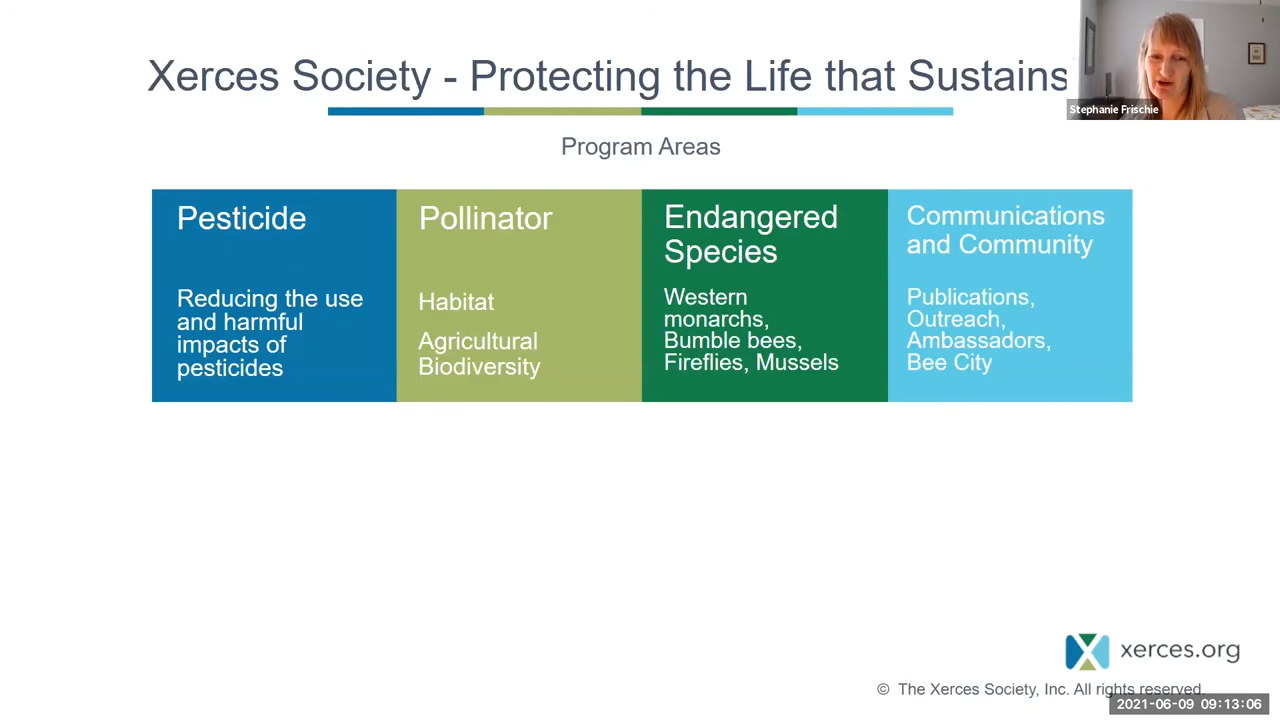 Xerces Society - Protecting the Life that Sustains
Stephanie Frischie
Program Areas
Pesticide
Reducing the use
and harmful
impacts of
pesticides
Pollinator
Habitat
Agricultural
Biodiversity
Endangered
Species
Western
monarchs,
Bumble bees,
Fireflies, Mussels
Communications
and Community
Publications,
Outreach,
Ambassadors,
Bee City
xerces.org
© The Xerces Society, Inc. All rights reserved.
2021-06-09 09:13:06